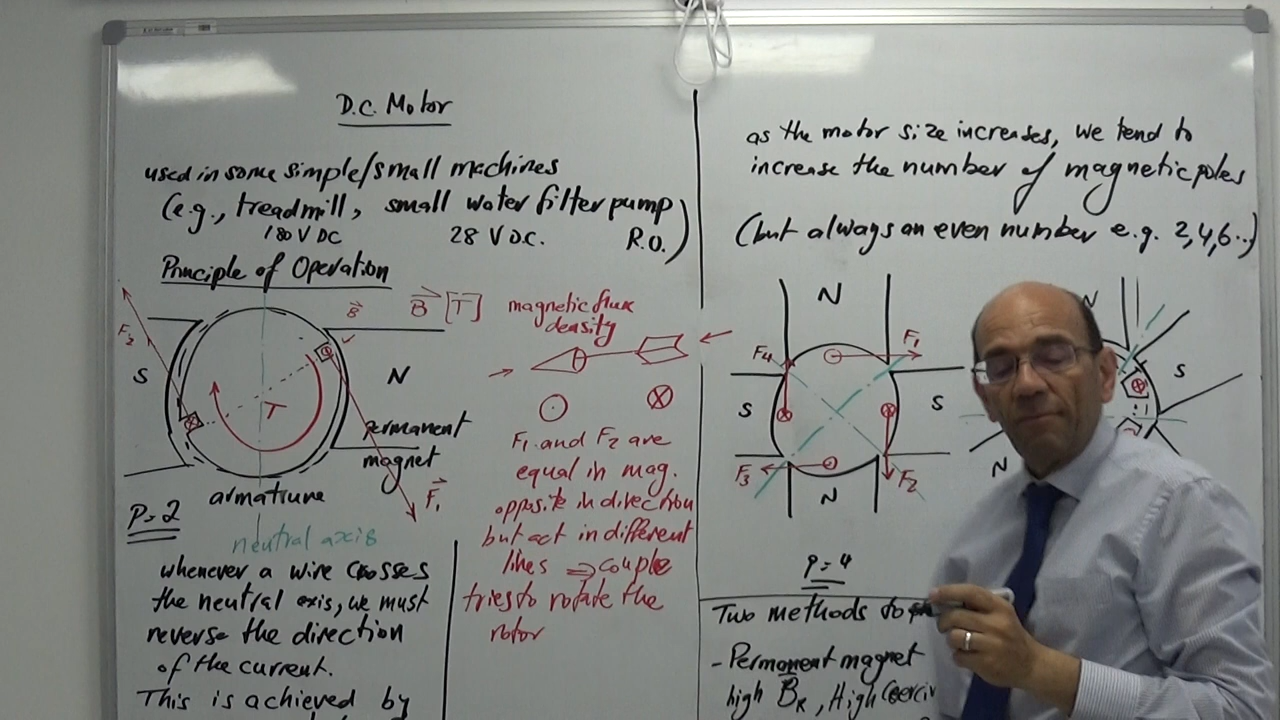 D.C. Motor
used in some simple/small machines
(e.g., treadmill, small water filter pump)
180 V DC 28 V D.C. R.O.
Principle of Operation
F₂
B⃗
S
N
T
permanent
magnet
F⃗₁
armature
P=2
neutral axis
whenever a wire crosses
the neutral axis, we must
reverse the direction
of the current.
This is achieved by
B⃗ [T] magnetic flux
density
F₁ and F₂ are
equal in mag.
opposite in direction
but act in different
lines ⇒ couple
tries to rotate the
rotor
as the motor size increases, we tend to
increase the number of magnetic poles
(but always an even number e.g. 2,4,6..)
N
F₁
F₄
S
S
F₃
F₂
N
P=4
N
S
N
Two methods to
- Permanent magnet
high B_R, High Coerciv